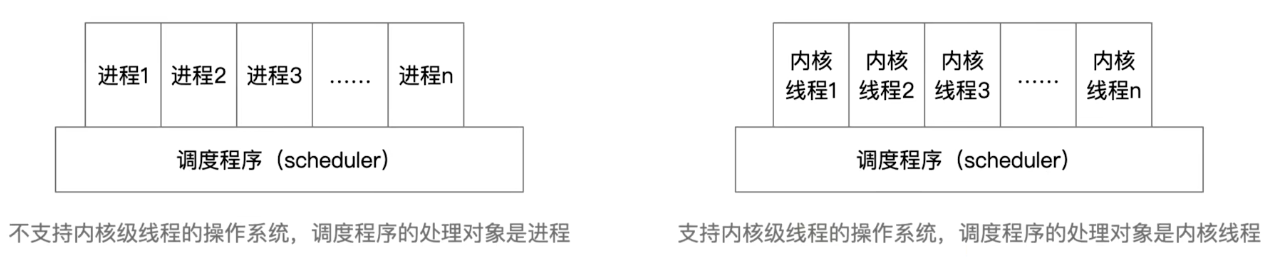 进程1 进程2 进程3 …… 进程n
调度程序（scheduler）
不支持内核级线程的操作系统，调度程序的处理对象是进程
内核 内核 内核 内核
线程1 线程2 线程3 …… 线程n
调度程序（scheduler）
支持内核级线程的操作系统，调度程序的处理对象是内核线程